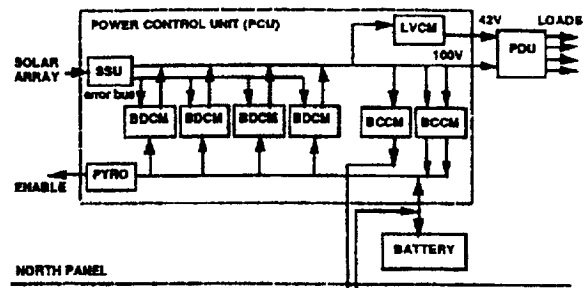 POWER CONTROL UNIT (PCU)
LVCM
42V
LOADS
PDU
100V
SOLAR
ARRAY
SSU
error bus
BDCM
BDCM
BDCM
BDCM
BCCM
BCCM
PYRO
ENABLE
BATTERY
NORTH PANEL